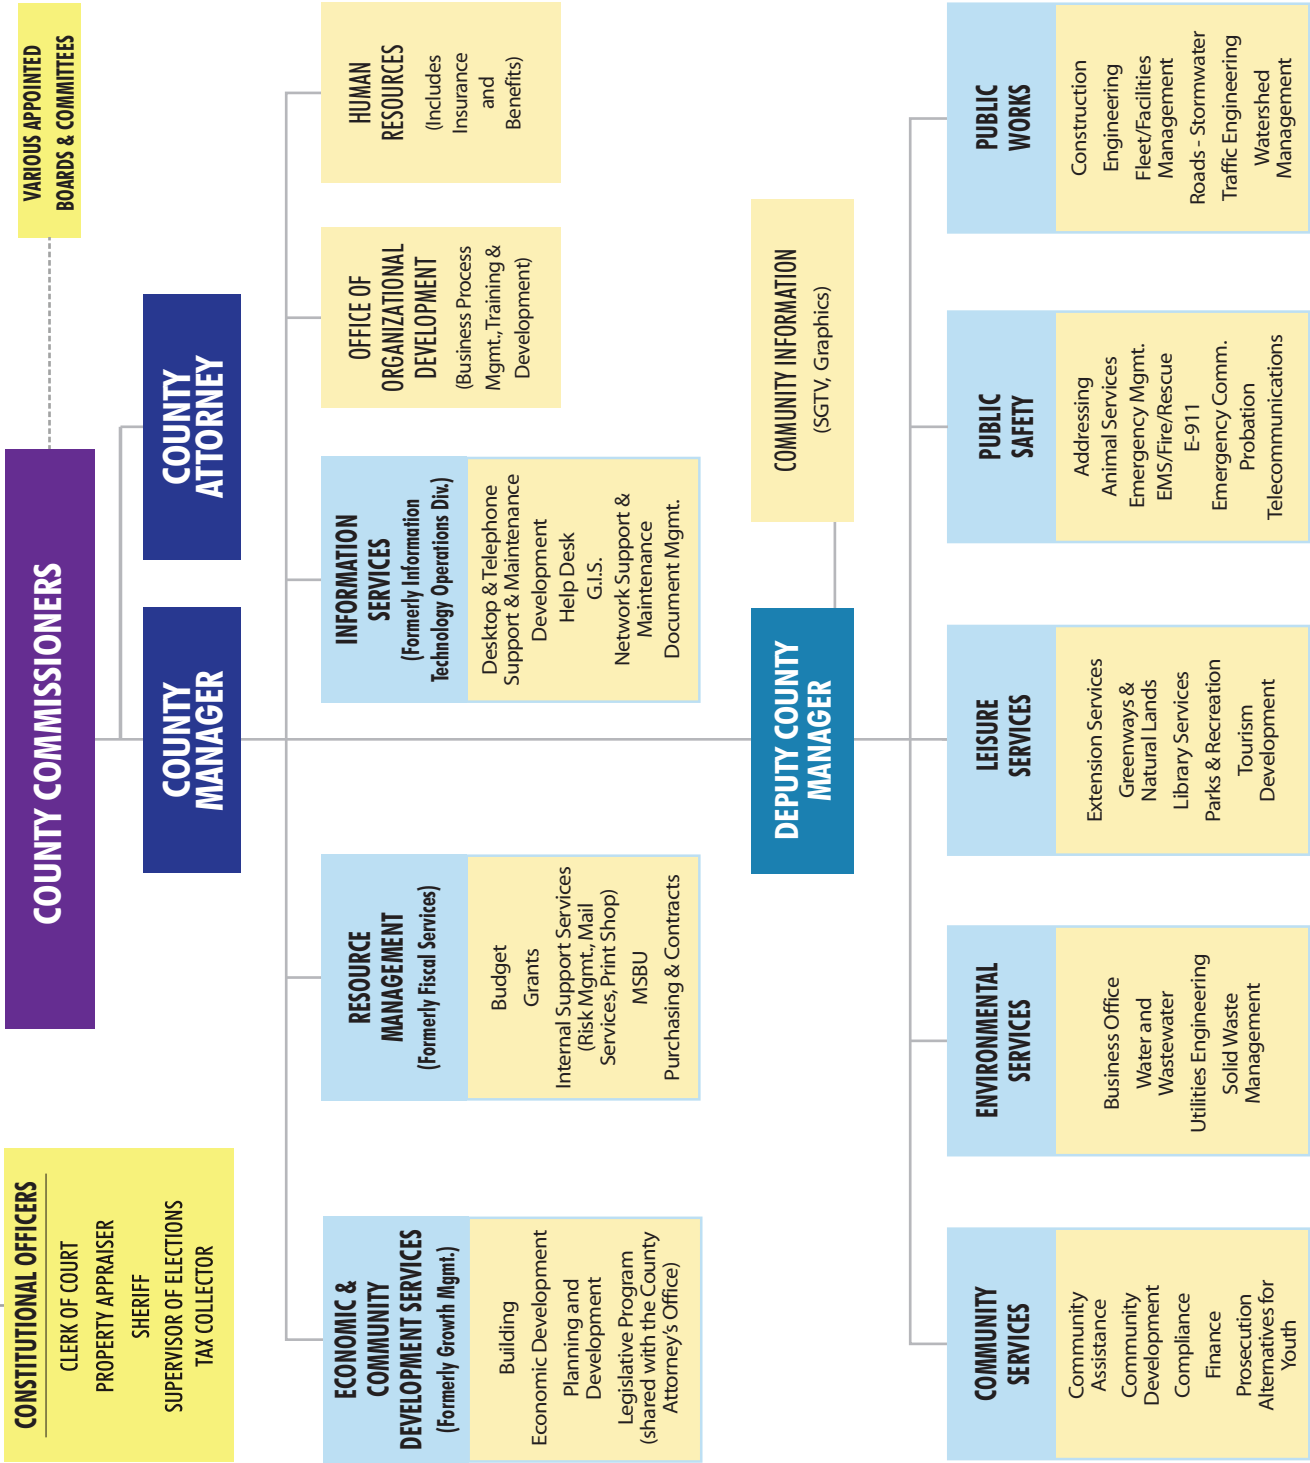 CONSTITUTIONAL OFFICERS
CLERK OF COURT
PROPERTY APPRAISER
SHERIFF
SUPERVISOR OF ELECTIONS
TAX COLLECTOR
COUNTY COMMISSIONERS
VARIOUS APPOINTED
BOARDS & COMMITTEES
COUNTY
MANAGER
COUNTY
ATTORNEY
ECONOMIC &
COMMUNITY
DEVELOPMENT SERVICES
(Formerly Growth Mgmt.)
Building
Economic Development
Planning and
Development
Legislative Program
(shared with the County
Attorney's Office)
RESOURCE
MANAGEMENT
(Formerly Fiscal Services)
Budget
Grants
Internal Support Services
(Risk Mgmt., Mail
Services, Print Shop)
MSBU
Purchasing & Contracts
INFORMATION
SERVICES
(Formerly Information
Technology Operations Div.)
Desktop & Telephone
Support & Maintenance
Development
Help Desk
G.I.S.
Network Support &
Maintenance
Document Mgmt.
OFFICE OF
ORGANIZATIONAL
DEVELOPMENT
(Business Process
Mgmt., Training &
Development)
HUMAN
RESOURCES
(Includes
Insurance
and
Benefits)
DEPUTY COUNTY
MANAGER
COMMUNITY INFORMATION
(SGTV, Graphics)
COMMUNITY
SERVICES
Community
Assistance
Community
Development
Compliance
Finance
Prosecution
Alternatives for
Youth
ENVIRONMENTAL
SERVICES
Business Office
Water and
Wastewater
Utilities Engineering
Solid Waste
Management
LEISURE
SERVICES
Extension Services
Greenways &
Natural Lands
Library Services
Parks & Recreation
Tourism
Development
PUBLIC
SAFETY
Addressing
Animal Services
Emergency Mgmt.
EMS/Fire/Rescue
E-911
Emergency Comm.
Probation
Telecommunications
PUBLIC
WORKS
Construction
Engineering
Fleet/Facilities
Management
Roads - Stormwater
Traffic Engineering
Watershed
Management